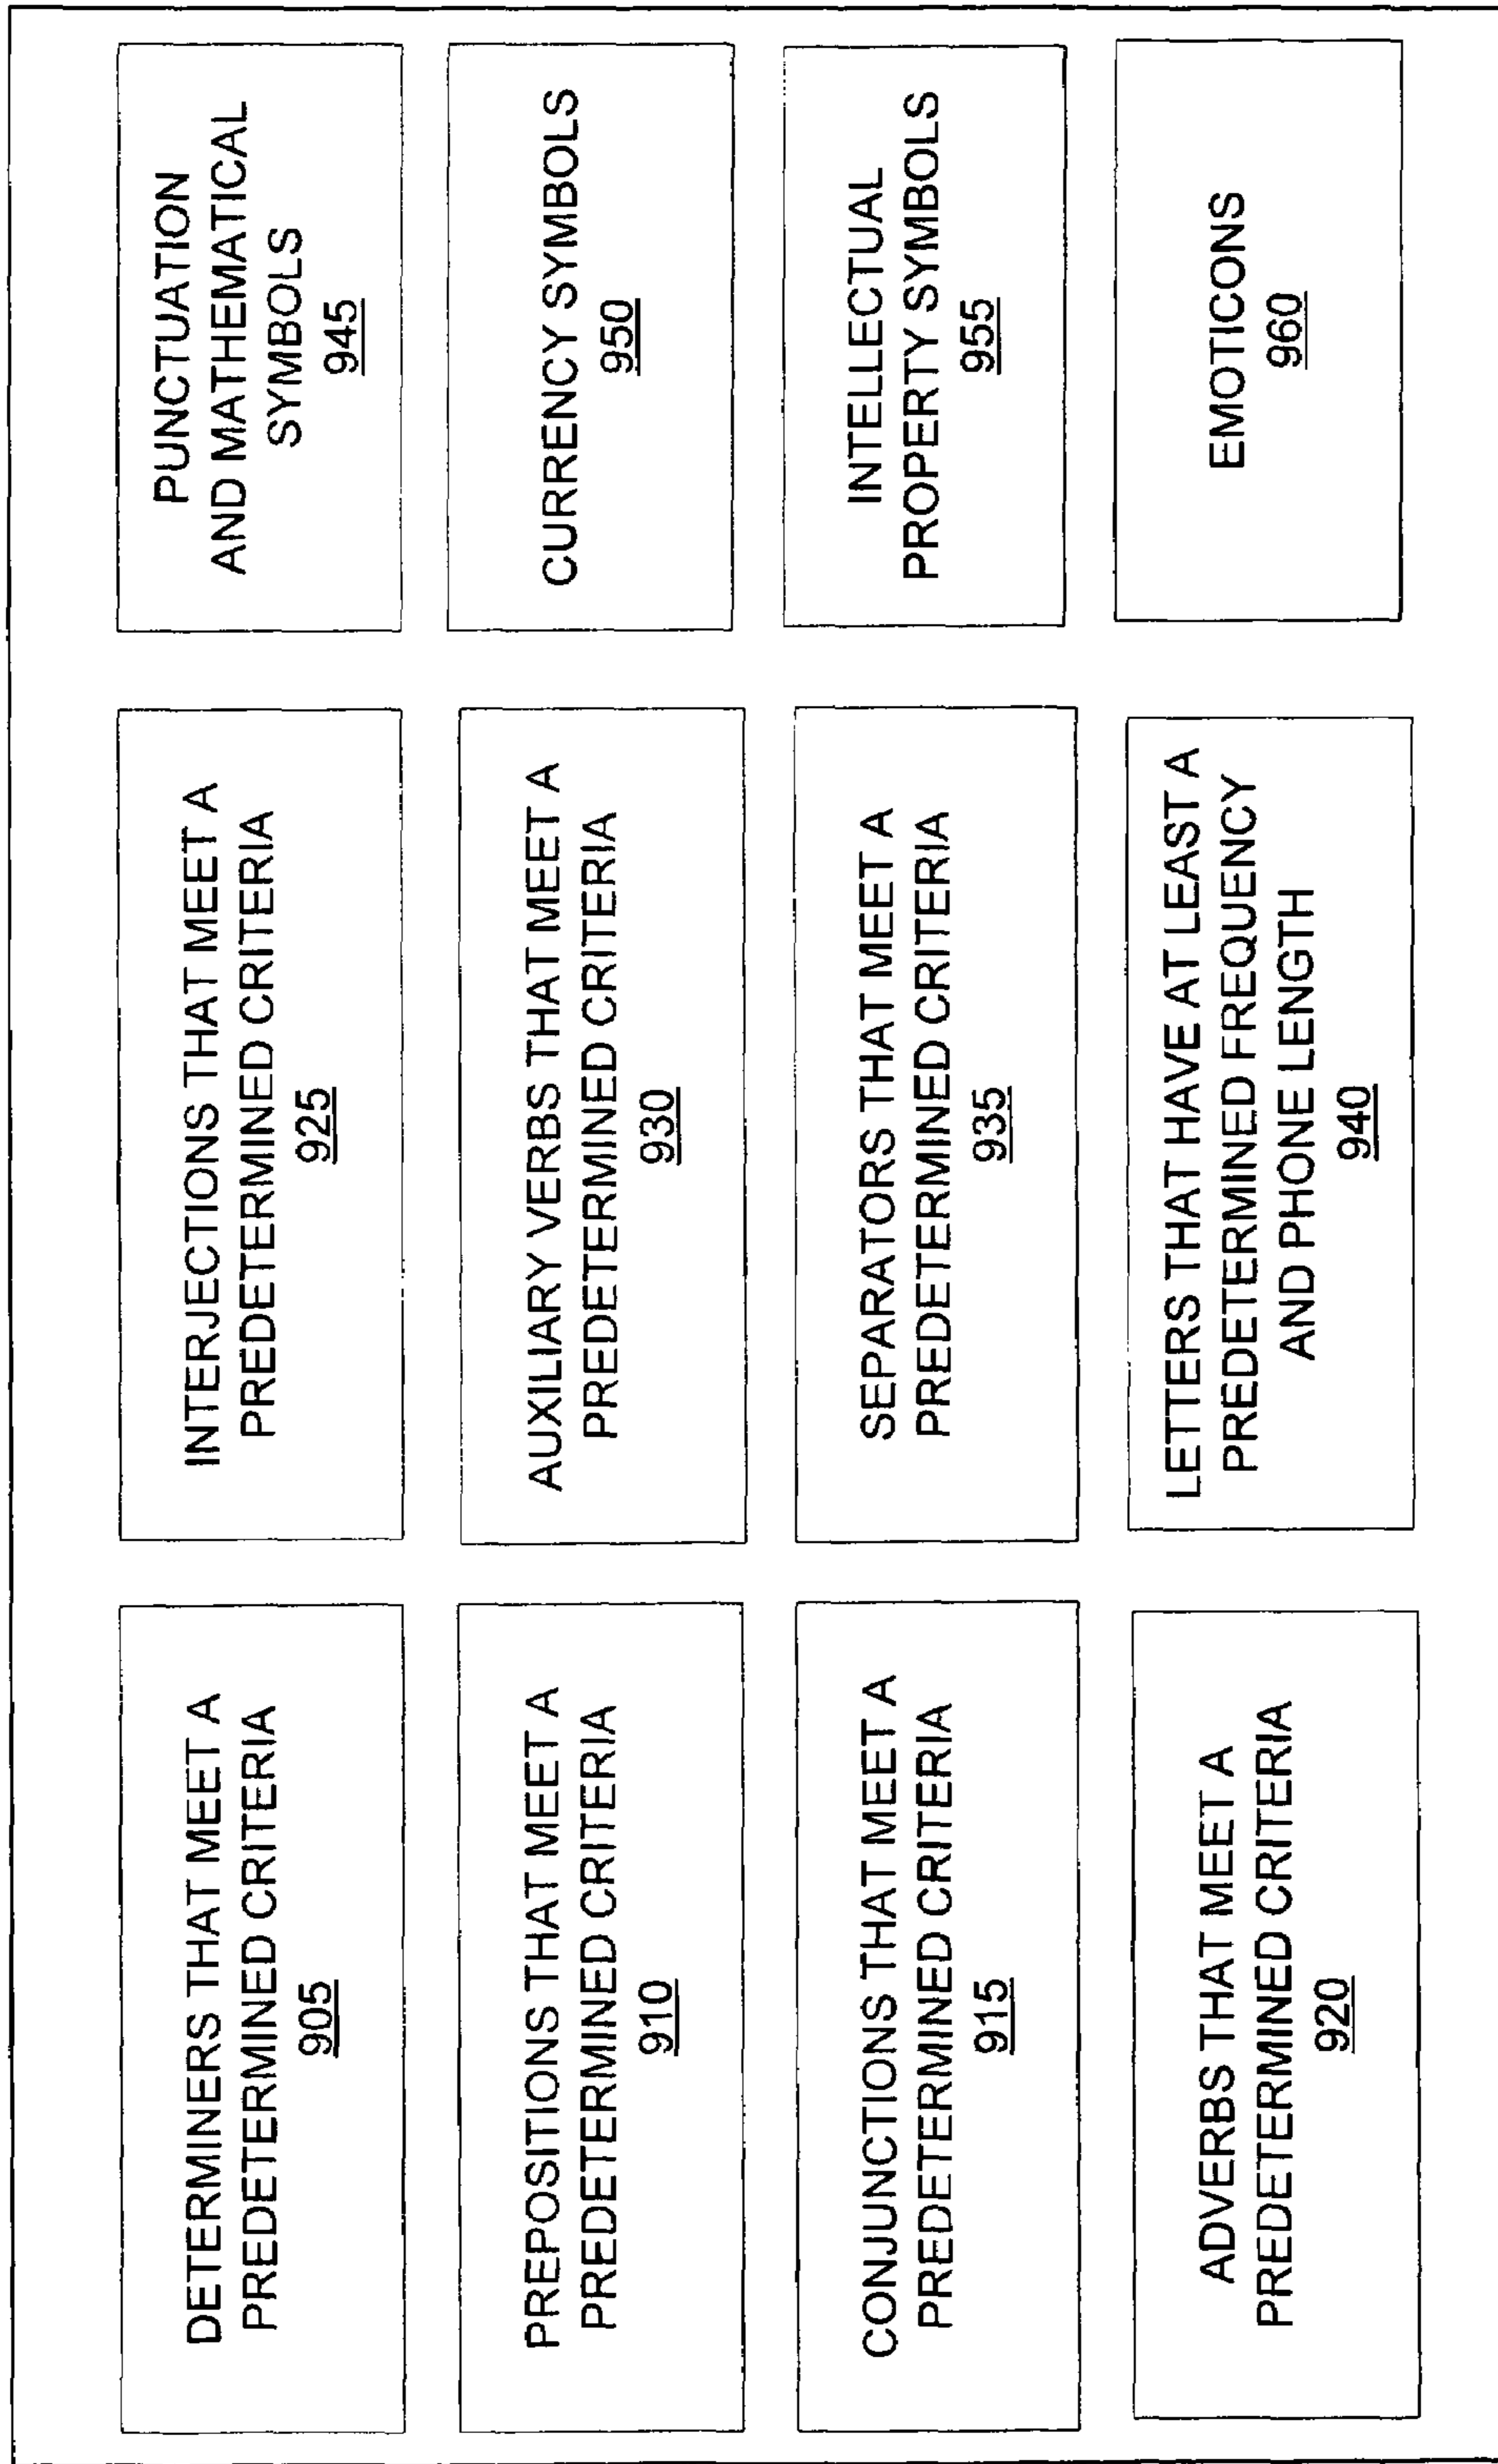 DETERMINERS THAT MEET A
PREDETERMINED CRITERIA
905
PREPOSITIONS THAT MEET A
PREDETERMINED CRITERIA
910
CONJUNCTIONS THAT MEET A
PREDETERMINED CRITERIA
915
ADVERBS THAT MEET A
PREDETERMINED CRITERIA
920
INTERJECTIONS THAT MEET A
PREDETERMINED CRITERIA
925
AUXILIARY VERBS THAT MEET A
PREDETERMINED CRITERIA
930
SEPARATORS THAT MEET A
PREDETERMINED CRITERIA
935
LETTERS THAT HAVE AT LEAST A
PREDETERMINED FREQUENCY
AND PHONE LENGTH
940
PUNCTUATION
AND MATHEMATICAL
SYMBOLS
945
CURRENCY SYMBOLS
950
INTELLECTUAL
PROPERTY SYMBOLS
955
EMOTICONS
960